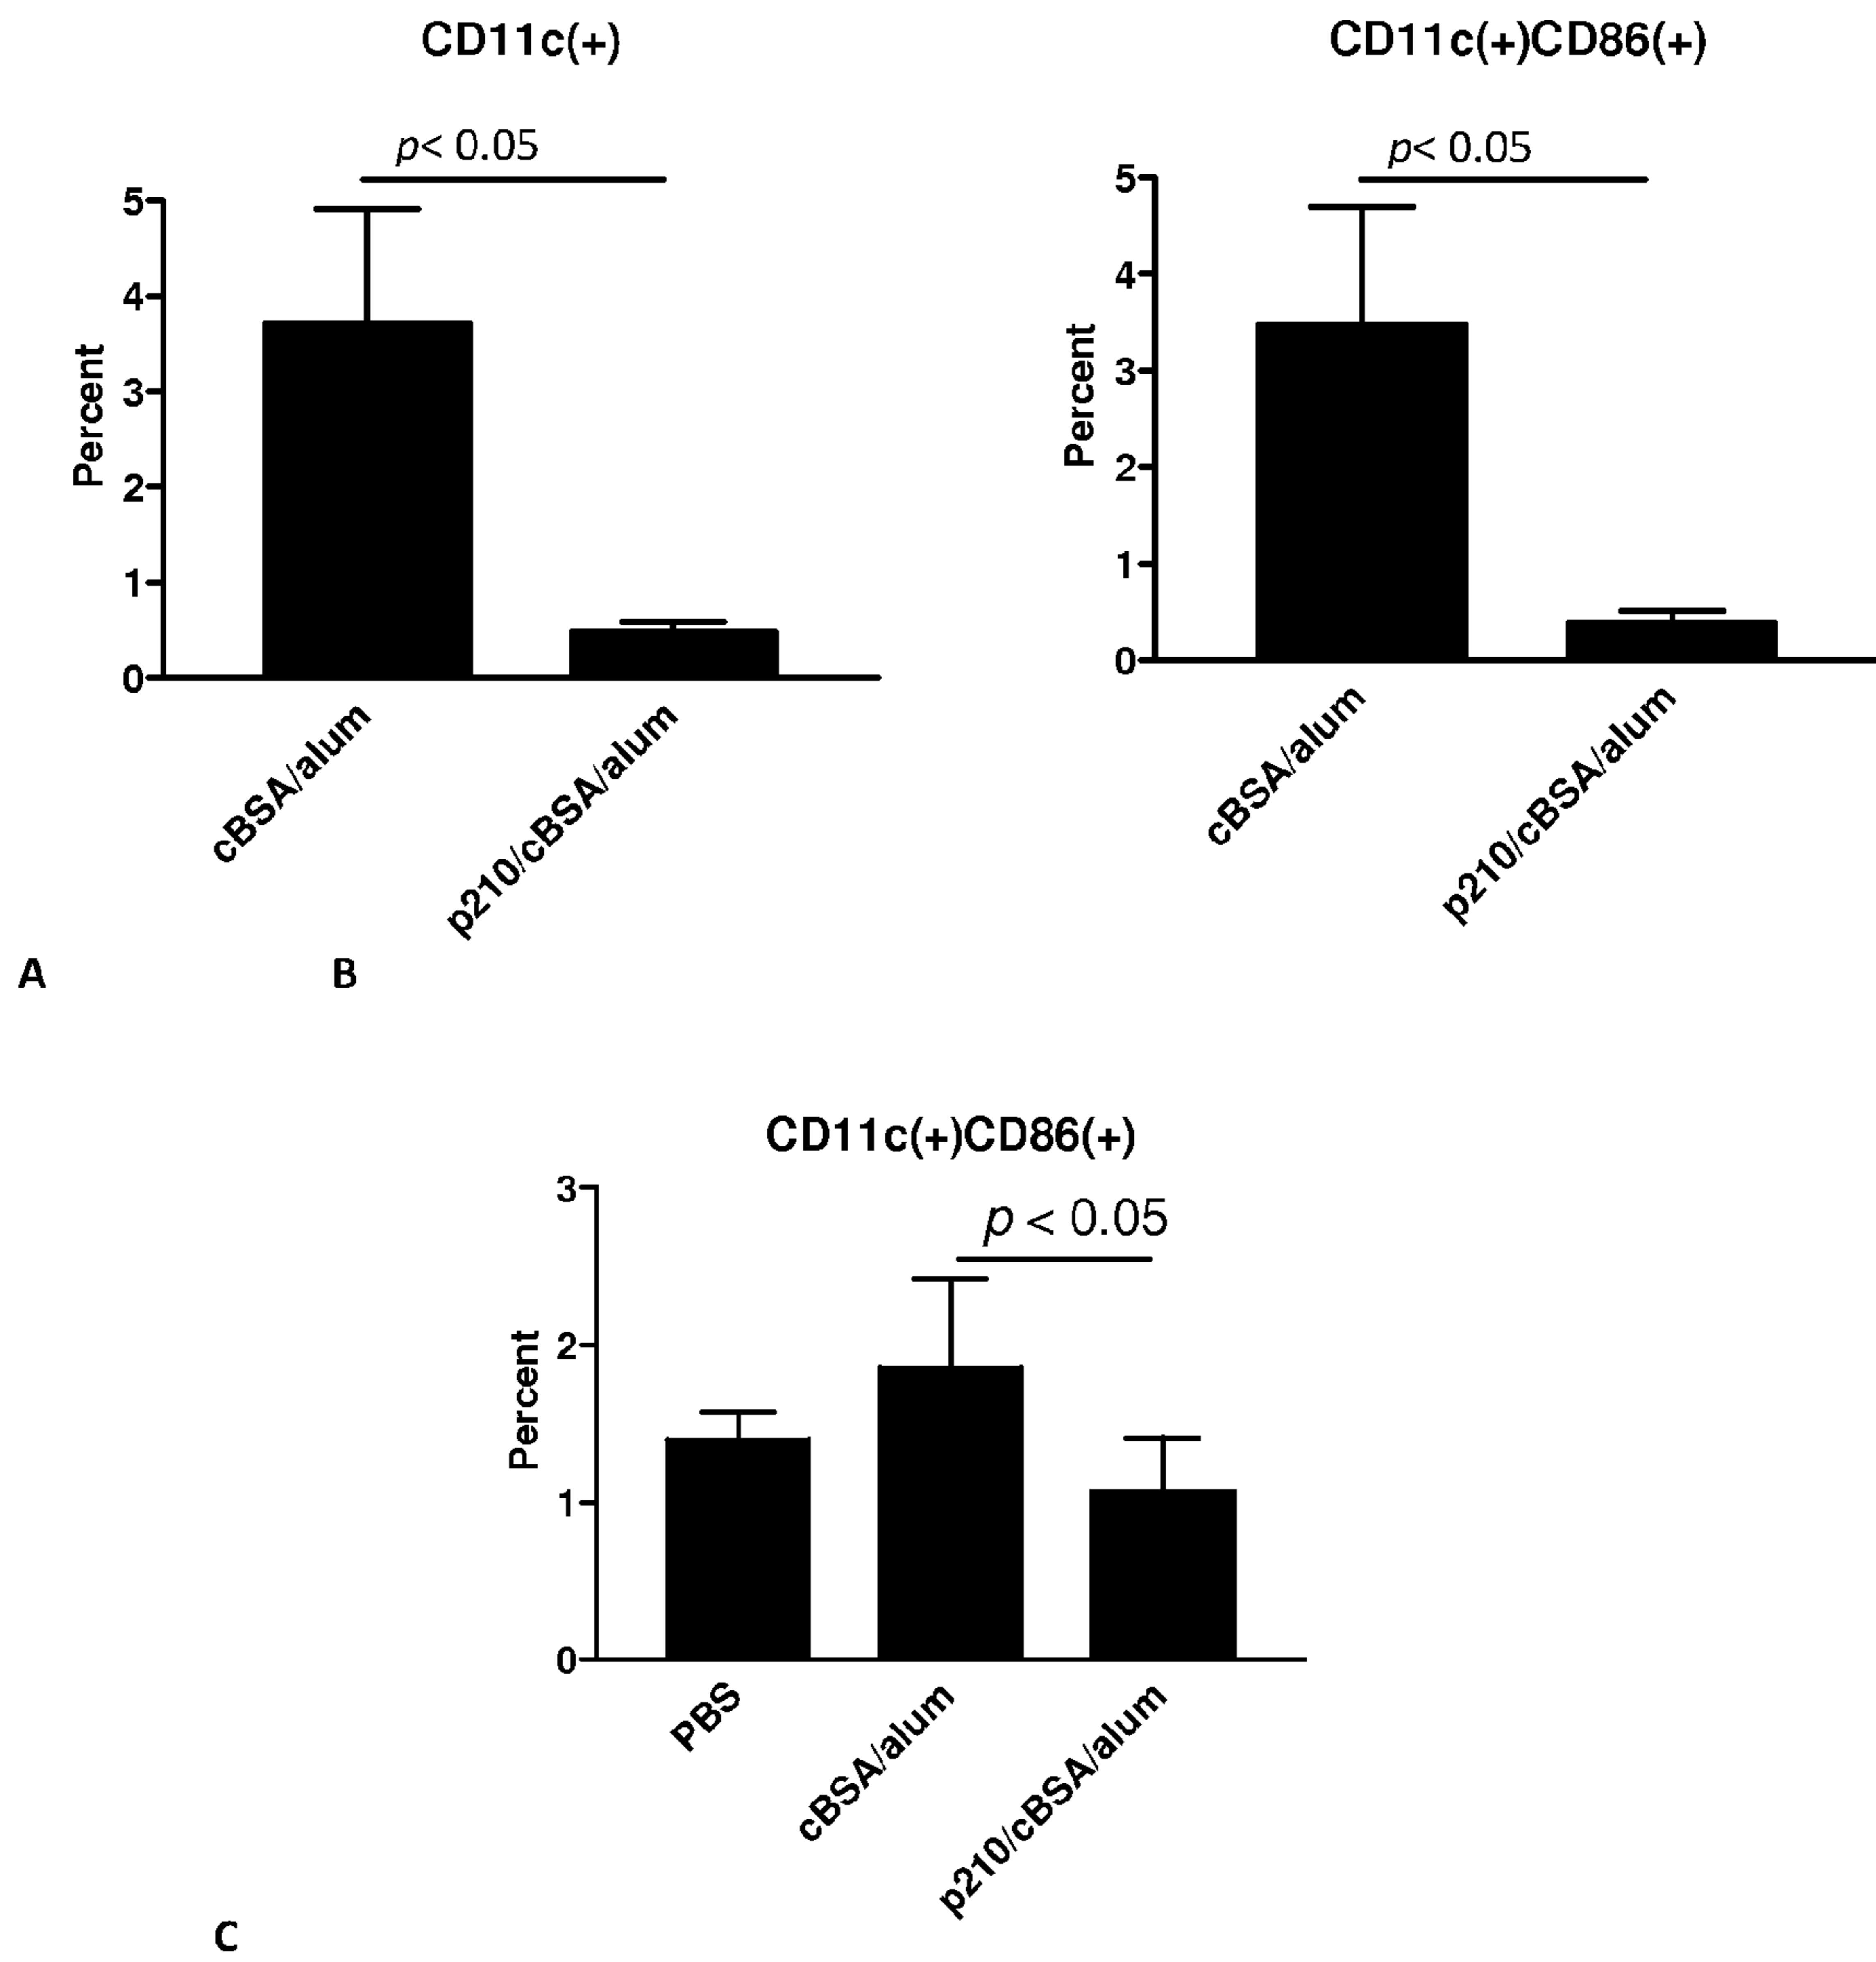 CD11c(+)
p< 0.05
5
4
3
2
1
0
Percent
cBSA/alum
p210/cBSA/alum
CD11c(+)CD86(+)
p< 0.05
5
4
3
2
1
0
Percent
cBSA/alum
p210/cBSA/alum
A
B
CD11c(+)CD86(+)
p < 0.05
3
2
1
0
Percent
PBS
cBSA/alum
p210/cBSA/alum
C